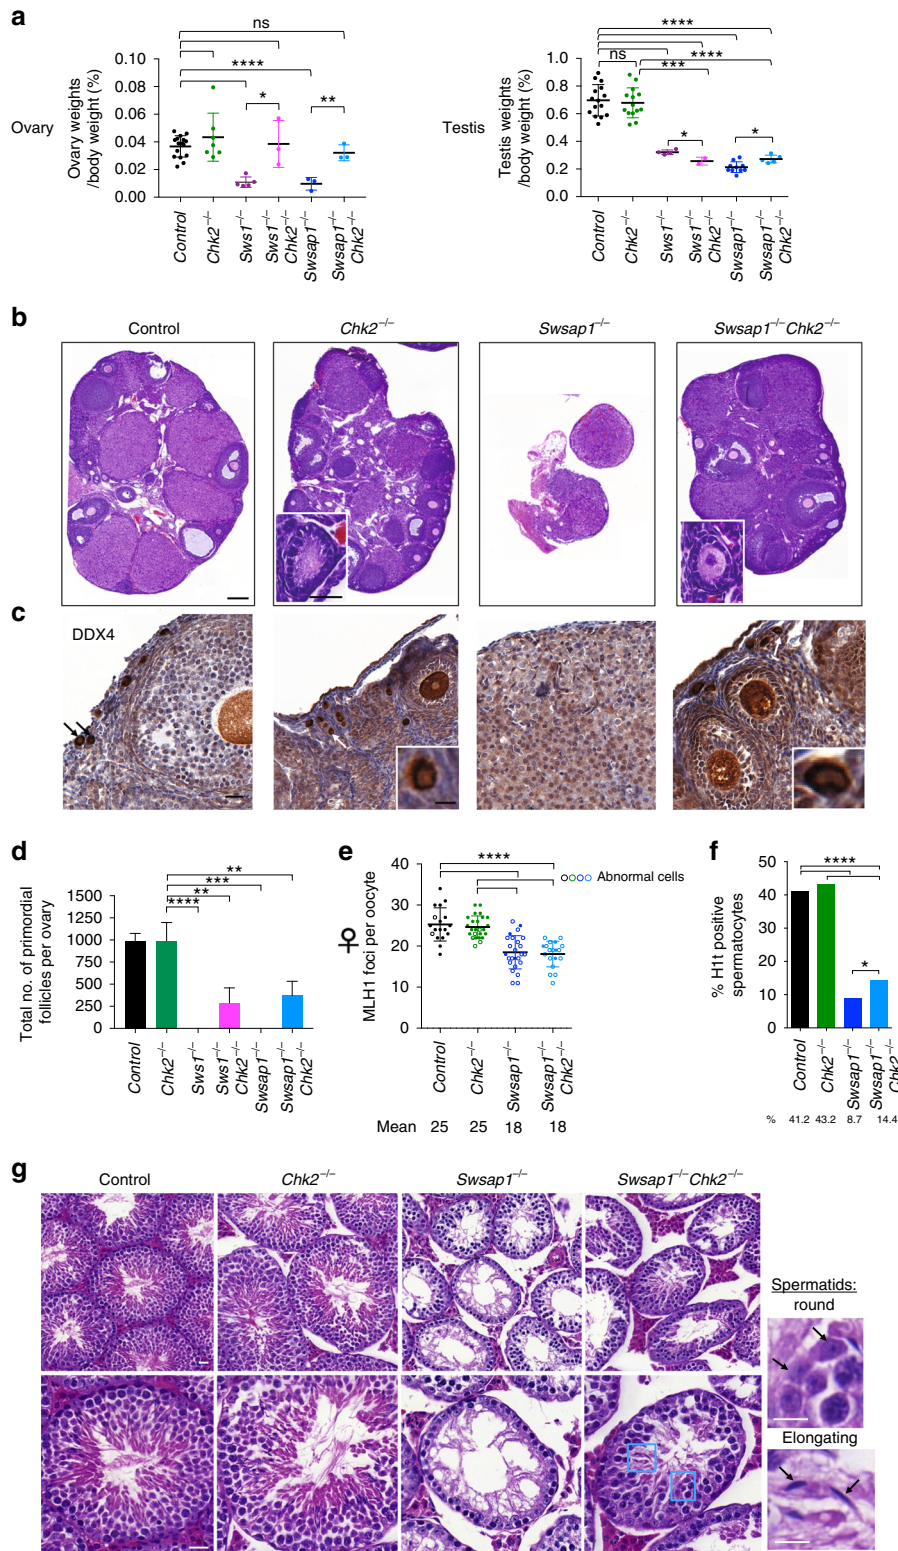 a
ns
****
*
**
Ovary
Ovary weights
/body weight (%)
0.10
0.08
0.06
0.04
0.02
0.00
Control
Chk2−/−
Sws1−/−
Sws1−/− Chk2−/−
Swsap1−/−
Swsap1−/− Chk2−/−
****
ns
****
***
*
*
Testis
Testis weights
/body weight (%)
1.0
0.8
0.6
0.4
0.2
0
Control
Chk2−/−
Sws1−/−
Sws1−/− Chk2−/−
Swsap1−/−
Swsap1−/− Chk2−/−
b
Control
Chk2−/−
Swsap1−/−
Swsap1−/−Chk2−/−
c
DDX4
d
**
***
**
****
Total no. of primordial
follicles per ovary
1500
1250
1000
750
500
250
0
Control
Chk2−/−
Sws1−/−
Sws1−/− Chk2−/−
Swsap1−/−
Swsap1−/− Chk2−/−
e
****
Abnormal cells
♀
MLH1 foci per oocyte
40
30
20
10
0
Control
Chk2−/−
Swsap1−/−
Swsap1−/− Chk2−/−
Mean 25 25 18 18
f
****
*
% H1t positive
spermatocytes
50
40
30
20
10
0
Control
Chk2−/−
Swsap1−/−
Swsap1−/− Chk2−/−
% 41.2 43.2 8.7 14.4
g
Control
Chk2−/−
Swsap1−/−
Swsap1−/−Chk2−/−
Spermatids:
round
Elongating